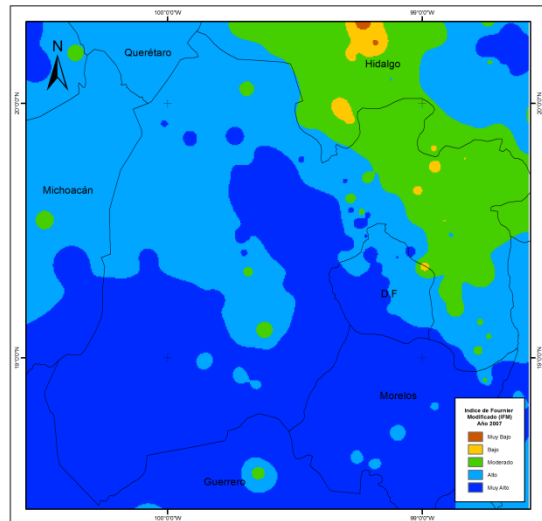 100°0'0"W
99°0'0"W
Querétaro
N
Hidalgo
20°0'0"N
20°0'0"N
Michoacán
D.F
19°0'0"N
19°0'0"N
Morelos
Indice de Fournier
Modificado (IFM)
Año 2007
Muy Bajo
Bajo
Moderado
Alto
Muy Alto
Guerrero
100°0'0"W
99°0'0"W